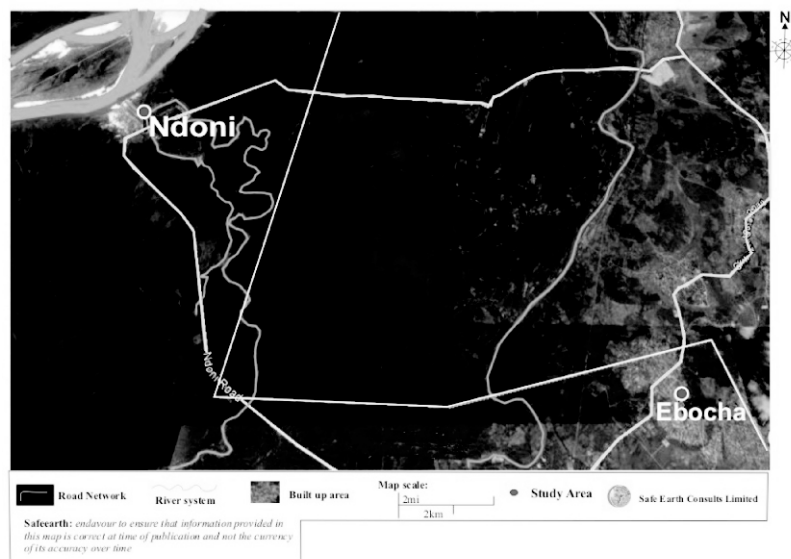 N
Ndoni
Ndoni Road
Ebocha
Road Network
River system
Built up area
Map scale:
2mi
2km
Study Area
Safe Earth Consults Limited
Safeearth: endavour to ensure that information provided in
this map is correct at time of publication and not the currency
of its accuracy over time